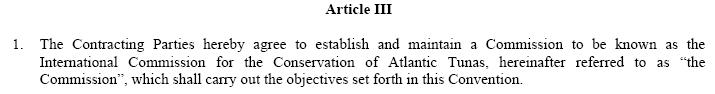 Article III
1. The Contracting Parties hereby agree to establish and maintain a Commission to be known as the
International Commission for the Conservation of Atlantic Tunas, hereinafter referred to as “the
Commission”, which shall carry out the objectives set forth in this Convention.